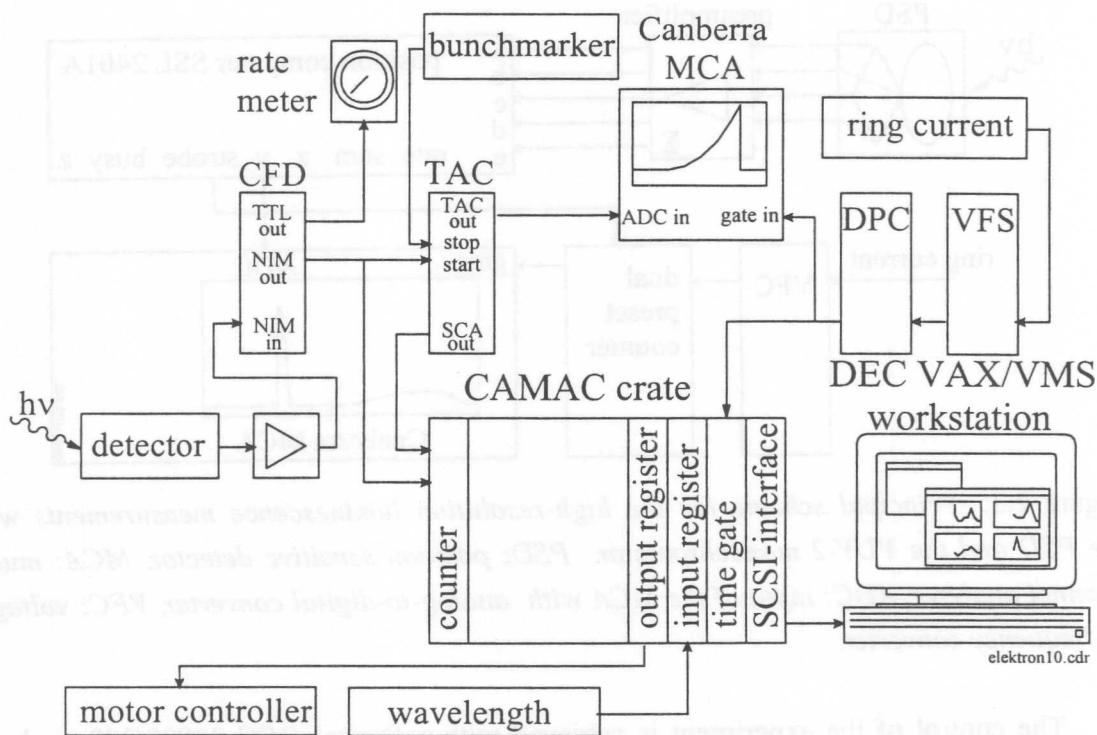 bunchmarker
Canberra
MCA
rate
meter
ring current
CFD
TAC
TTL
out
NIM
out
NIM
in
TAC
out
stop
start
SCA
out
ADC in
gate in
DPC
VFS
DEC VAX/VMS
workstation
CAMAC crate
hν
detector
counter
output register
input register
time gate
SCSI-interface
elektron10.cdr
motor controller
wavelength